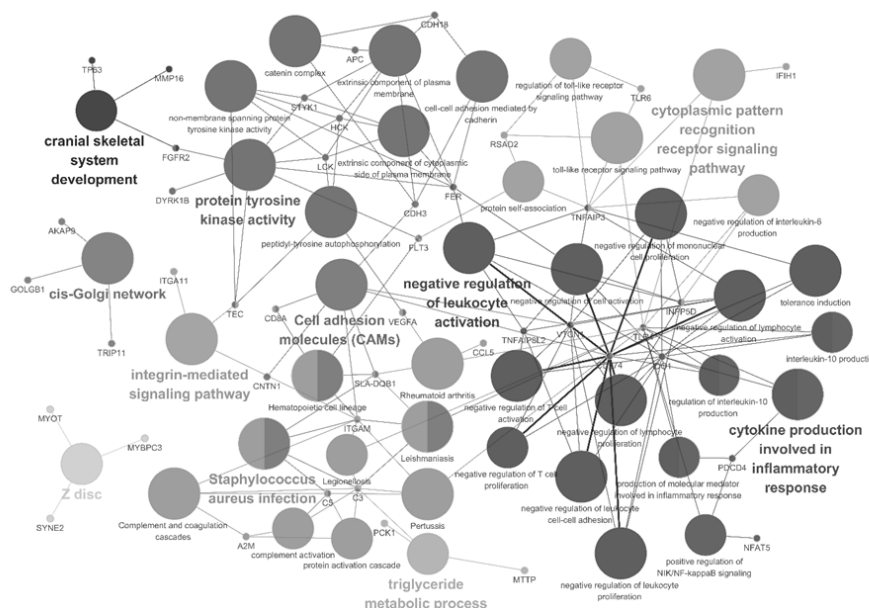 CDH18
TP63
MMP16
APC
catenin complex
extrinsic component of plasma
membrane
regulation of toll-like receptor
signaling pathway
IFIH1
STYK1
cell-cell adhesion mediated by
cadherin
TLR6
cytoplasmic pattern
recognition
receptor signaling
pathway
non-membrane spanning protein
tyrosine kinase activity
HCK
RSAD2
cranial skeletal
system
development
FGFR2
LCK
extrinsic component of cytoplasmic
side of plasma membrane
toll-like receptor signaling pathway
DYRK1B
protein tyrosine
kinase activity
FER
CDH3
protein self-association
TNFAIP3
negative regulation of interleukin-6
production
AKAP9
peptidyl-tyrosine autophosphorylation
FLT3
negative regulation of mononuclear
cell proliferation
GOLGB1
cis-Golgi network
ITGA11
negative regulation
of leukocyte
activation
negative regulation of cell activation
tolerance induction
TEC
CD8A
Cell adhesion
molecules (CAMs)
VEGFA
INPP5D
TNFAIP8L2
VTCN1
negative regulation of lymphocyte
activation
TRIP11
CCL5
interleukin-10 producti
integrin-mediated
signaling pathway
CNTN1
SLA-DQB1
Hematopoietic cell lineage
Rheumatoid arthritis
negative regulation of T cell
activation
regulation of interleukin-10
production
MYOT
MYBPC3
ITGAM
Leishmaniasis
negative regulation of lymphocyte
proliferation
cytokine production
involved in
inflammatory
response
Z disc
Staphylococcus
aureus infection
Legionellosis
negative regulation of T cell
proliferation
PDCD4
C5
C3
production of molecular mediator
involved in inflammatory response
SYNE2
Complement and coagulation
cascades
Pertussis
negative regulation of leukocyte
cell-cell adhesion
A2M
complement activation
PCK1
protein activation cascade
NFAT5
positive regulation of
NIK/NF-kappaB signaling
triglyceride
metabolic process
MTTP
negative regulation of leukocyte
proliferation